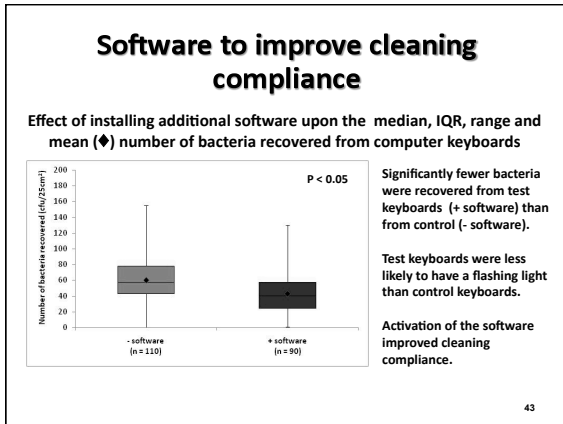 Software to improve cleaning
compliance
Effect of installing additional software upon the median, IQR, range and
mean (♦) number of bacteria recovered from computer keyboards
Number of bacteria recovered (cfu/25cm²)
200
180
160
140
120
100
80
60
40
20
0
P < 0.05
- software
(n = 110)
+ software
(n = 90)
Significantly fewer bacteria
were recovered from test
keyboards (+ software) than
from control (- software).
Test keyboards were less
likely to have a flashing light
than control keyboards.
Activation of the software
improved cleaning
compliance.
43